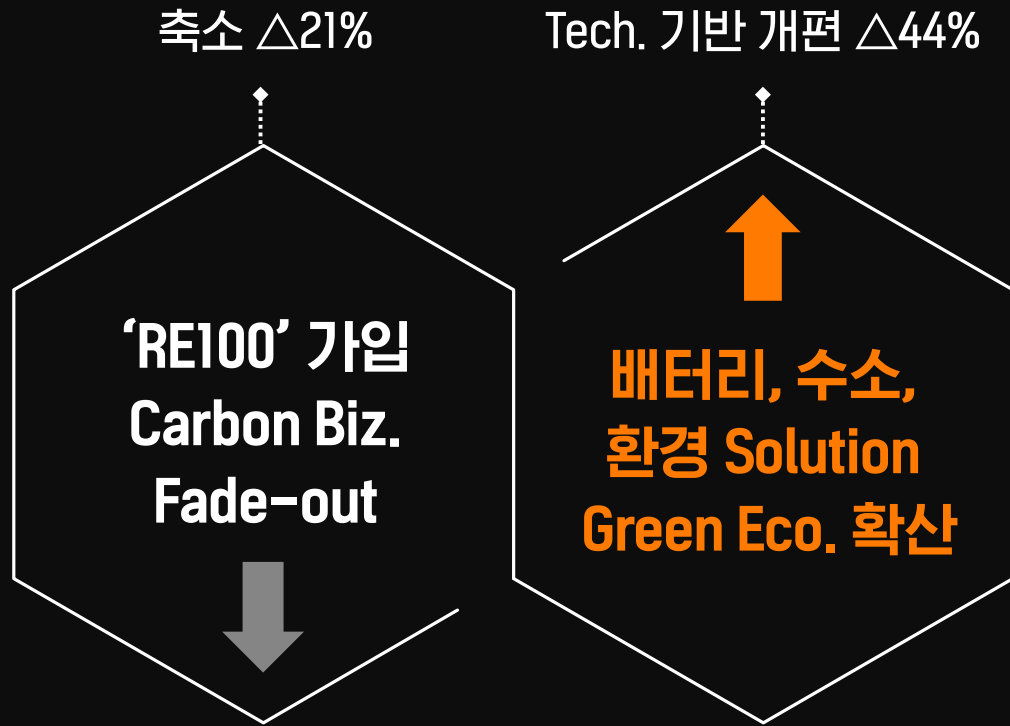 축소 △21%
Tech. 기반 개편 △44%
‘RE100’ 가입
Carbon Biz.
Fade-out
배터리, 수소,
환경 Solution
Green Eco. 확산